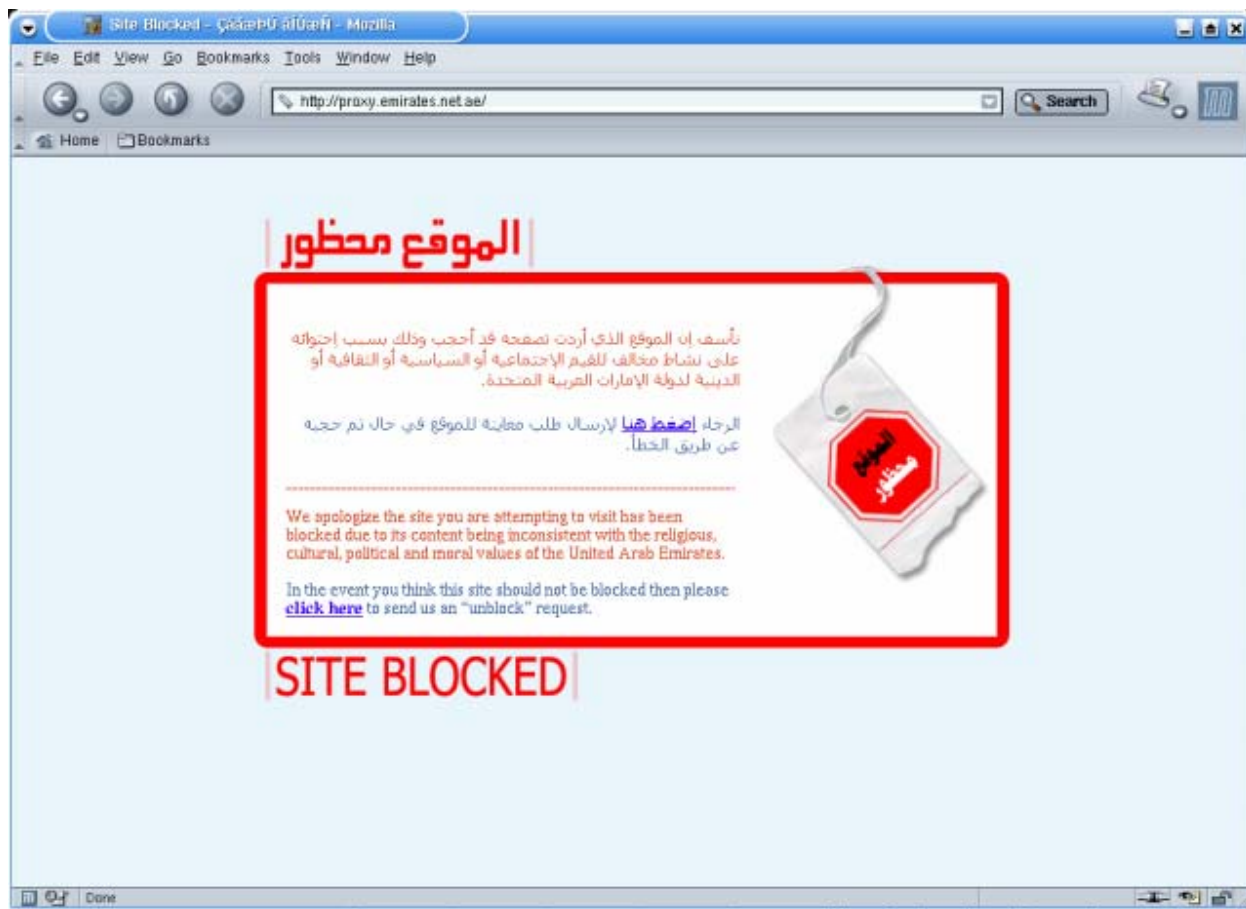 Site Blocked - ÇáãæÞÚ ãÍÙæÑ - Mozilla
File Edit View Go Bookmarks Tools Window Help
http://proxy.emirates.net.ae/
Search
Home Bookmarks
الموقع محظور
نأسف إن الموقع الذي أردت تصفحه قد أحجب وذلك بسبب إحتوائه
على نشاط مخالف للقيم الإجتماعية أو السياسية أو الثقافية أو
الدينية لدولة الإمارات العربية المتحدة.
الرجاء إضغط هنا لإرسال طلب معاينة للموقع في حال تم حجبه
عن طريق الخطأ.
الموقع
محظور
We apologize the site you are attempting to visit has been
blocked due to its content being inconsistent with the religious,
cultural, political and moral values of the United Arab Emirates.
In the event you think this site should not be blocked then please
click here to send us an "unblock" request.
SITE BLOCKED
Done